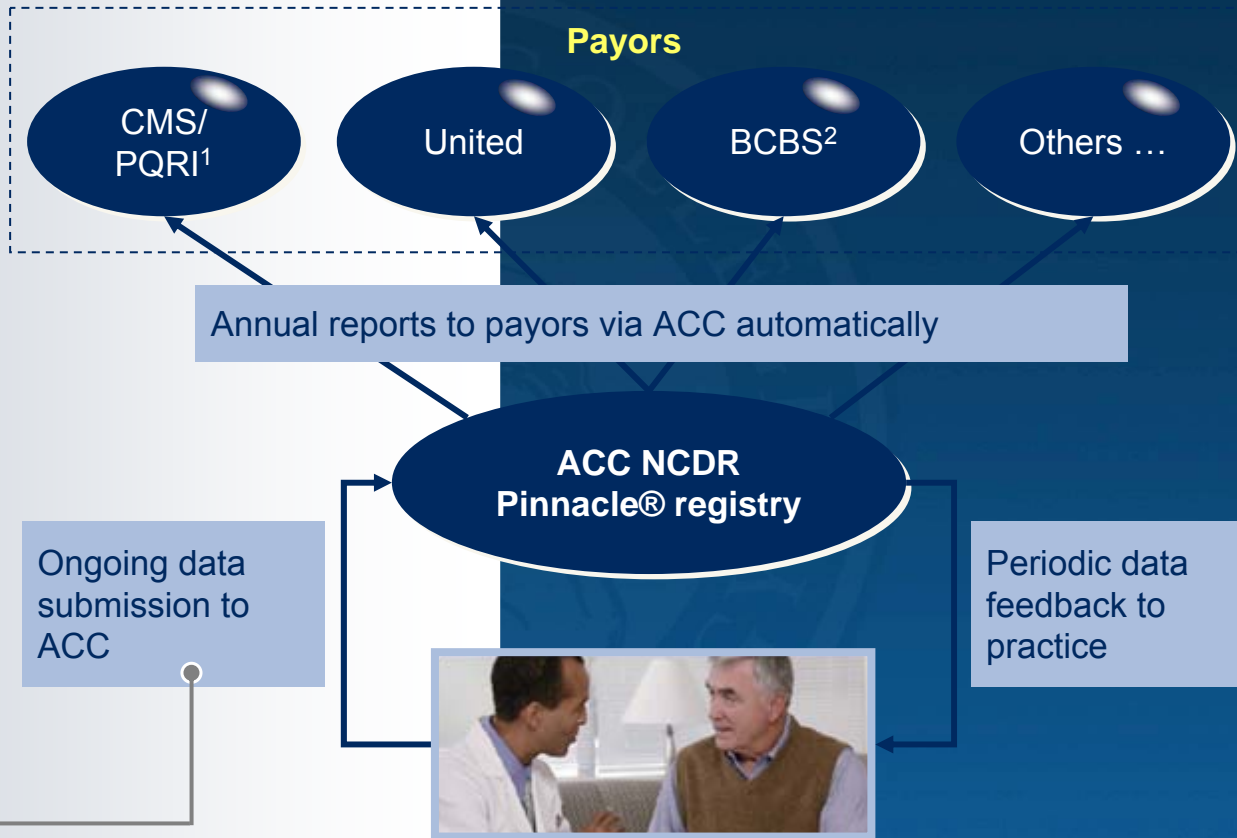 Payors
CMS/
PQRI¹
United
BCBS²
Others …
Annual reports to payors via ACC automatically
ACC NCDR
Pinnacle® registry
Ongoing data
submission to
ACC
Periodic data
feedback to
practice